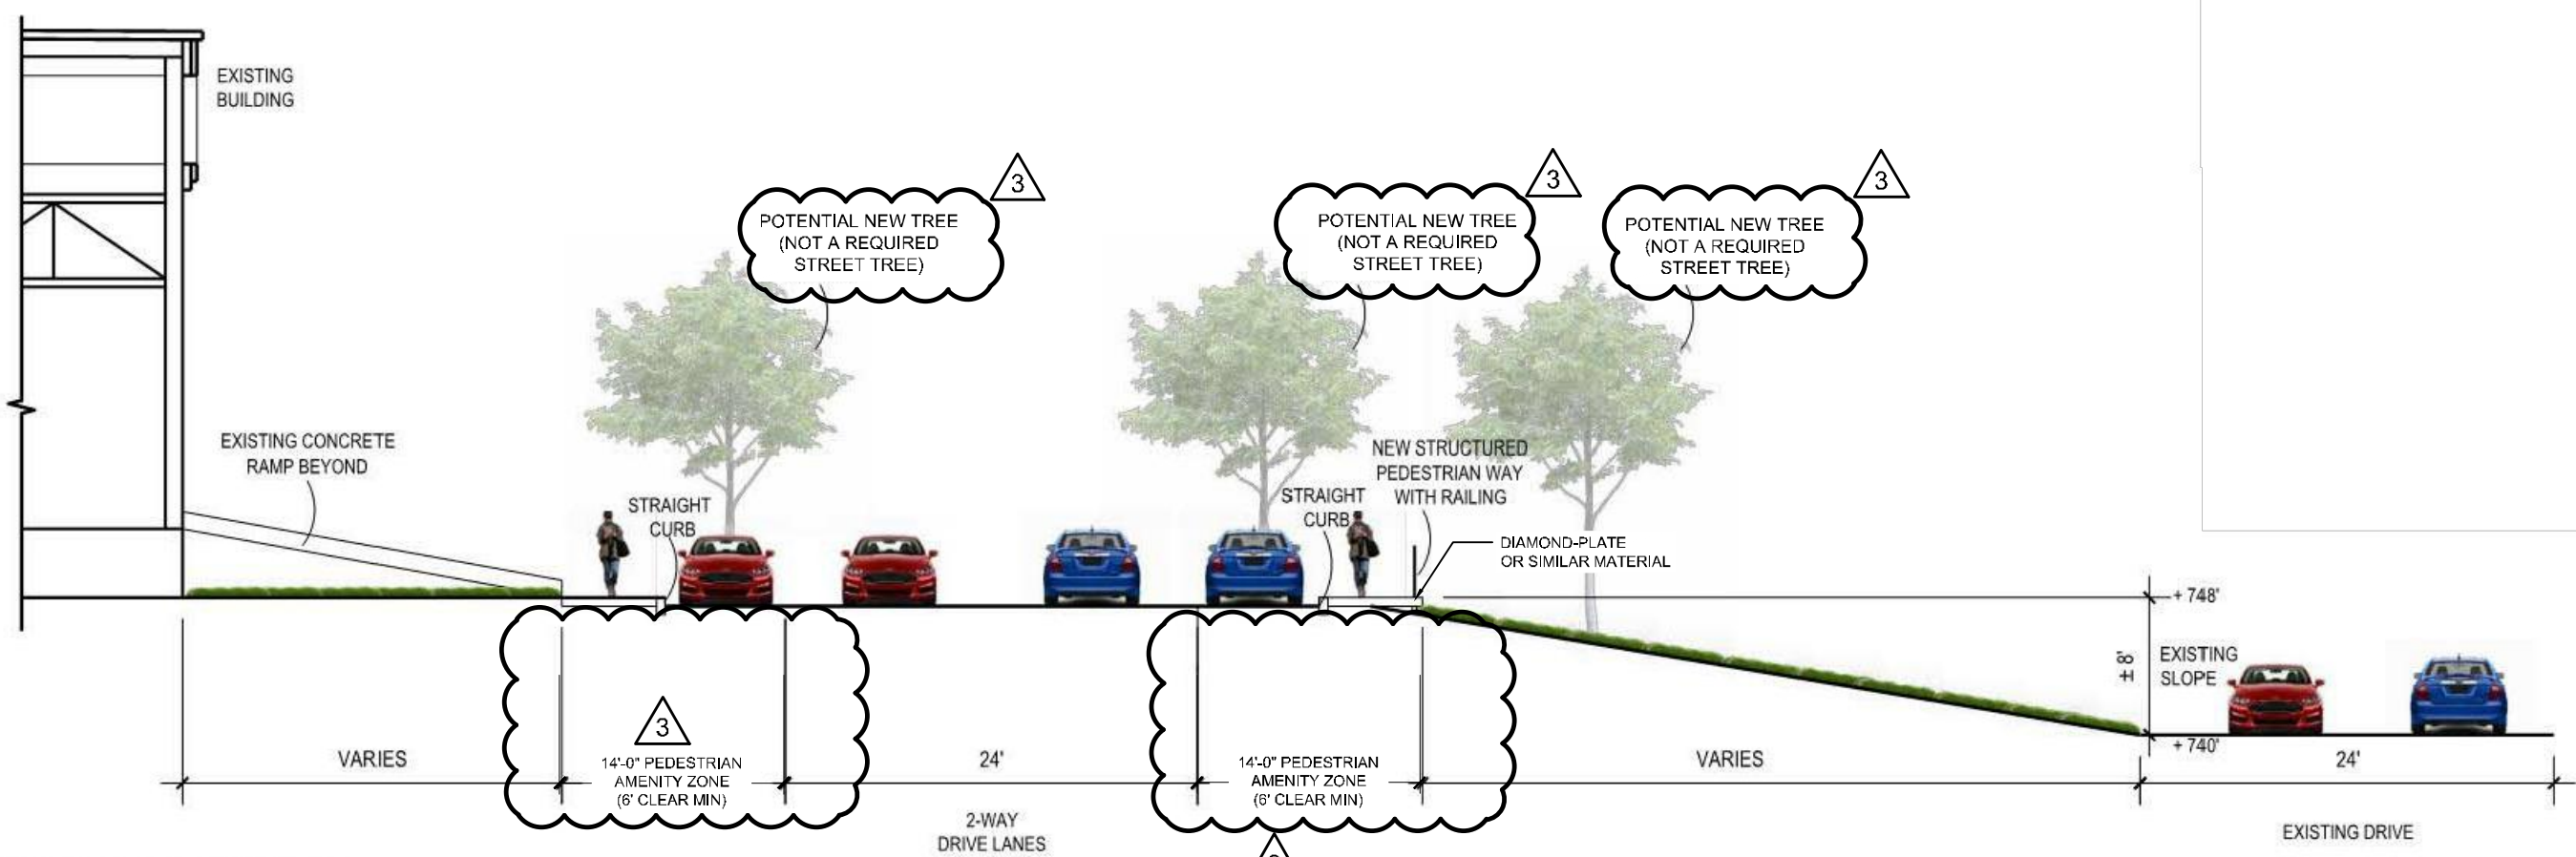 EXISTING
BUILDING
3
POTENTIAL NEW TREE
(NOT A REQUIRED
STREET TREE)
3
POTENTIAL NEW TREE
(NOT A REQUIRED
STREET TREE)
3
POTENTIAL NEW TREE
(NOT A REQUIRED
STREET TREE)
EXISTING CONCRETE
RAMP BEYOND
STRAIGHT
CURB
STRAIGHT
CURB
NEW STRUCTURED
PEDESTRIAN WAY
WITH RAILING
DIAMOND-PLATE
OR SIMILAR MATERIAL
+ 748'
± 8'
EXISTING
SLOPE
+ 740'
VARIES
3
14'-0" PEDESTRIAN
AMENITY ZONE
(6' CLEAR MIN)
24'
2-WAY
DRIVE LANES
14'-0" PEDESTRIAN
AMENITY ZONE
(6' CLEAR MIN)
VARIES
24'
EXISTING DRIVE